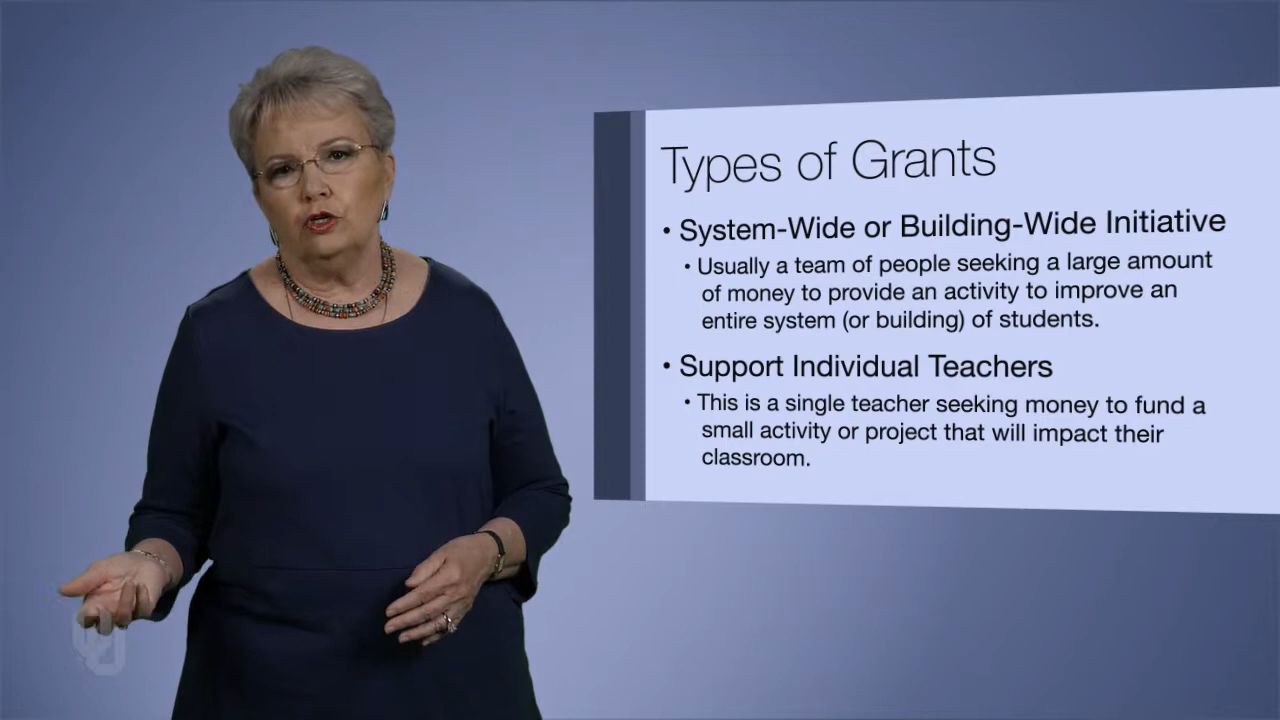 Types of Grants
• System-Wide or Building-Wide Initiative
• Usually a team of people seeking a large amount
of money to provide an activity to improve an
entire system (or building) of students.
• Support Individual Teachers
• This is a single teacher seeking money to fund a
small activity or project that will impact their
classroom.
OU